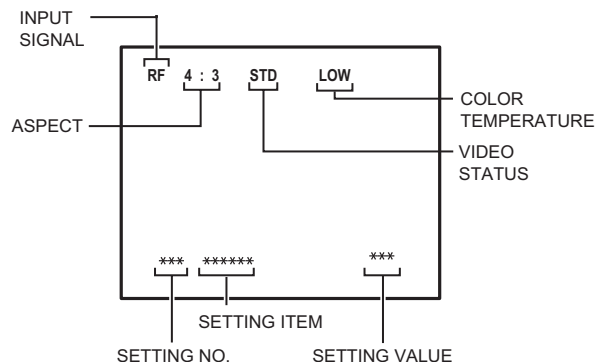 INPUT
SIGNAL
RF 4 : 3 STD LOW
COLOR
TEMPERATURE
ASPECT
VIDEO
STATUS
*** ****** ***
SETTING ITEM
SETTING NO. SETTING VALUE